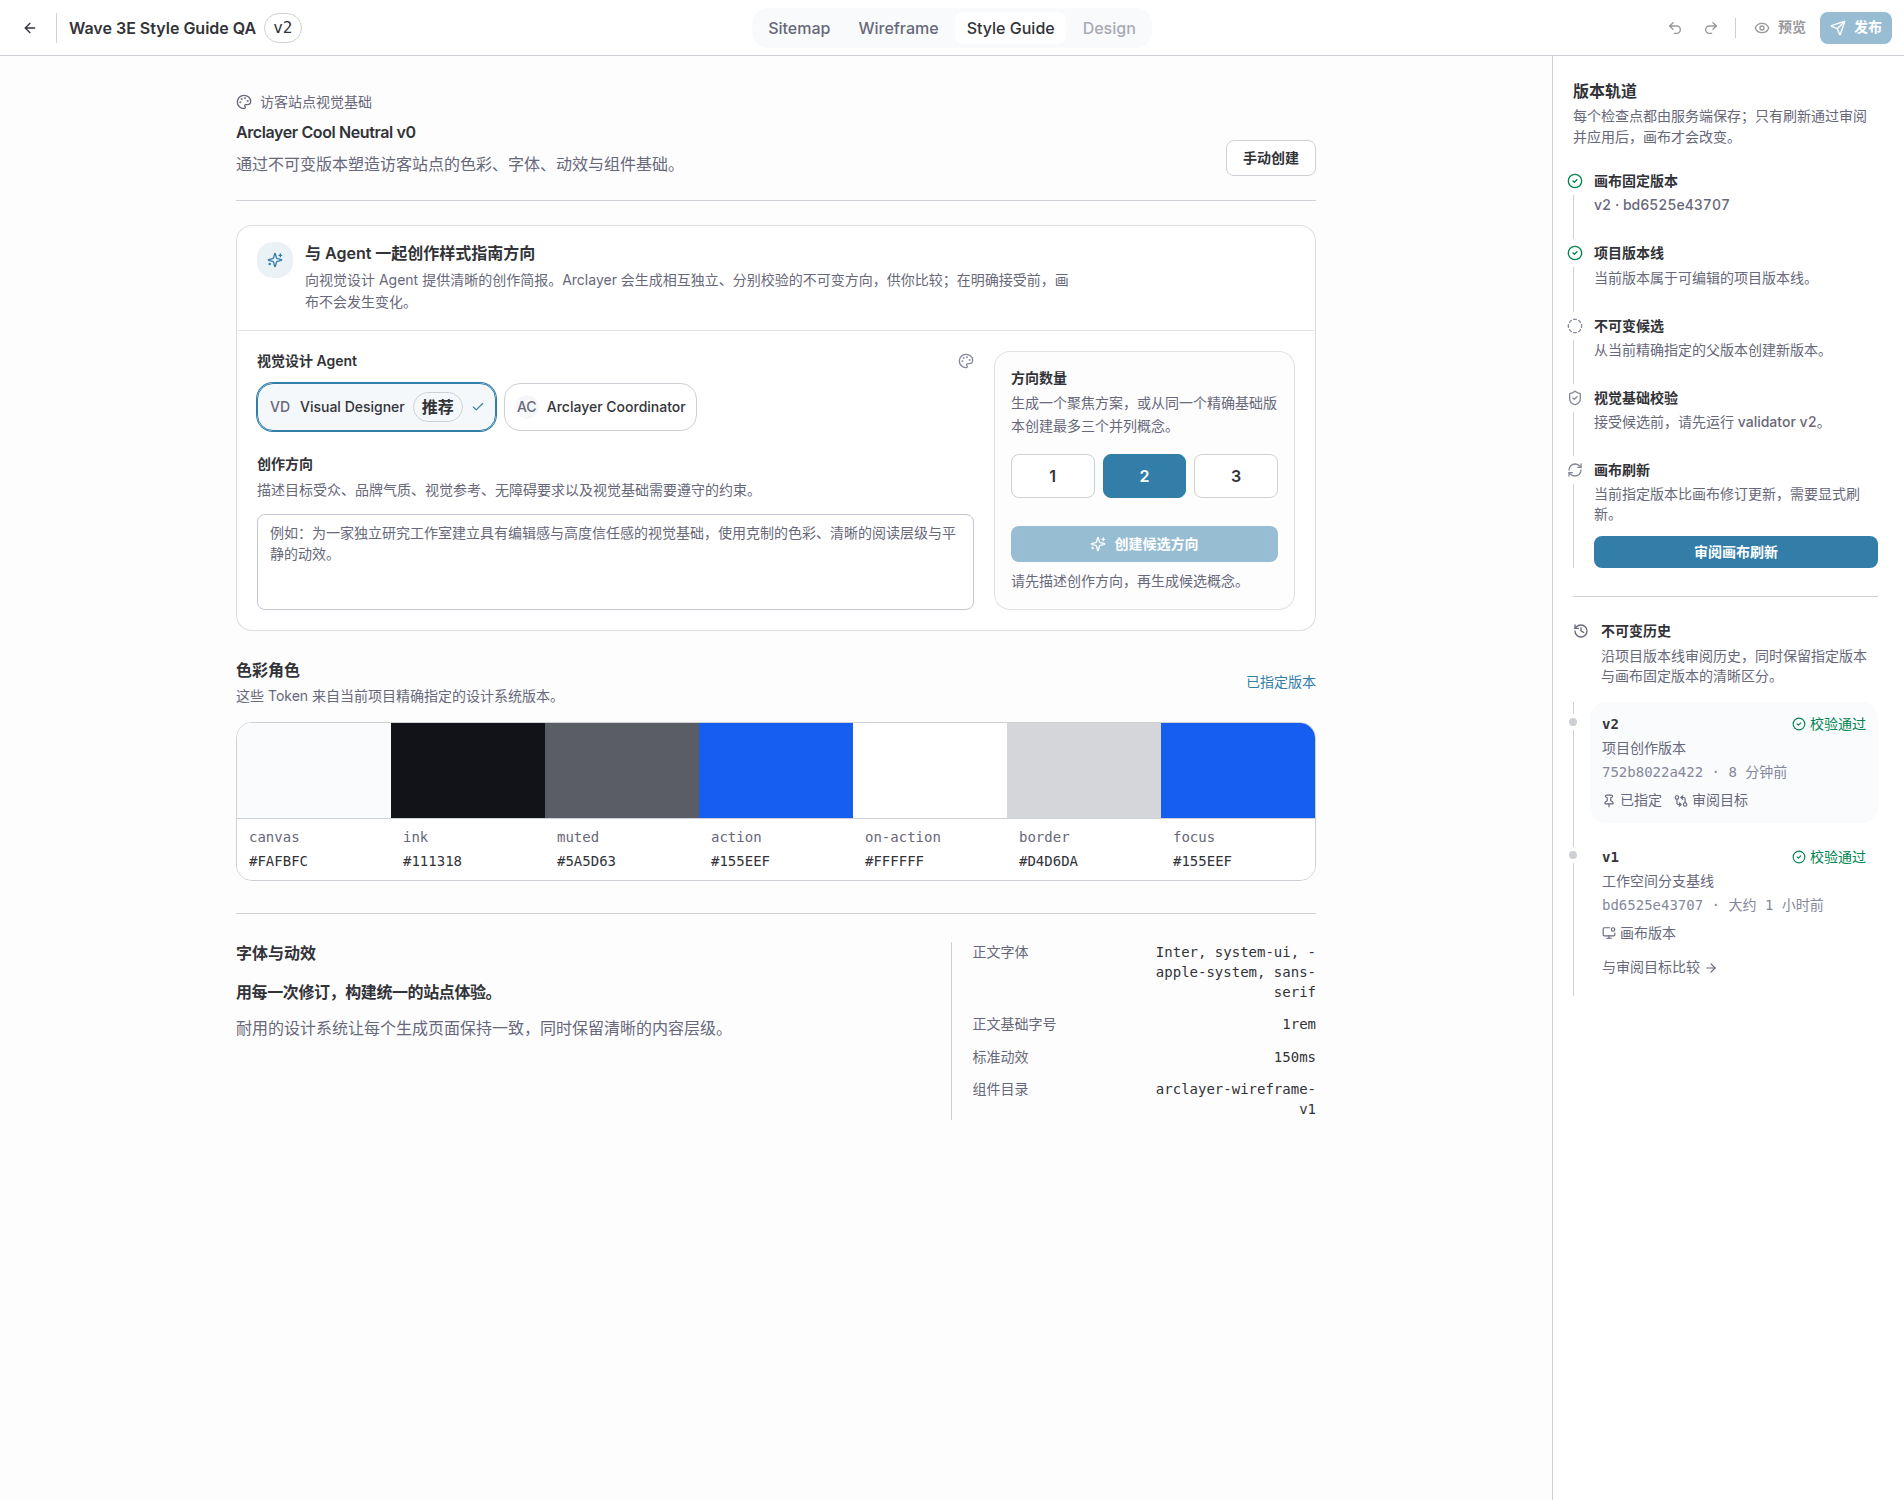 Wave 3E Style Guide QA v2
Sitemap Wireframe Style Guide Design
预览 发布
访客站点视觉基础
Arclayer Cool Neutral v0
通过不可变版本塑造访客站点的色彩、字体、动效与组件基础。
手动创建
与 Agent 一起创作样式指南方向
向视觉设计 Agent 提供清晰的创作简报。Arclayer 会生成相互独立、分别校验的不可变方向，供你比较；在明确接受前，画
布不会发生变化。
视觉设计 Agent
VD Visual Designer 推荐
AC Arclayer Coordinator
创作方向
描述目标受众、品牌气质、视觉参考、无障碍要求以及视觉基础需要遵守的约束。
例如：为一家独立研究工作室建立具有编辑感与高度信任感的视觉基础，使用克制的色彩、清晰的阅读层级与平
静的动效。
方向数量
生成一个聚焦方案，或从同一个精确基础版
本创建最多三个并列概念。
1 2 3
创建候选方向
请先描述创作方向，再生成候选概念。
色彩角色
这些 Token 来自当前项目精确指定的设计系统版本。
已指定版本
canvas ink muted action on-action border focus
#FAFBFC #111318 #5A5D63 #155EEF #FFFFFF #D4D6DA #155EEF
字体与动效
用每一次修订，构建统一的站点体验。
耐用的设计系统让每个生成页面保持一致，同时保留清晰的内容层级。
正文字体 Inter, system-ui, -
apple-system, sans-
serif
正文基础字号 1rem
标准动效 150ms
组件目录 arclayer-wireframe-
v1
版本轨道
每个检查点都由服务端保存；只有刷新通过审阅
并应用后，画布才会改变。
画布固定版本
v2 · bd6525e43707
项目版本线
当前版本属于可编辑的项目版本线。
不可变候选
从当前精确指定的父版本创建新版本。
视觉基础校验
接受候选前，请先运行 validator v2。
画布刷新
当前指定版本比画布修订更新，需要显式刷
新。
审阅画布刷新
不可变历史
沿项目版本线审阅历史，同时保留指定版本
与画布固定版本的清晰区分。
v2 校验通过
项目创作版本
752b8022a422 · 8 分钟前
已指定 审阅目标
v1 校验通过
工作空间分支基线
bd6525e43707 · 大约 1 小时前
画布版本
与审阅目标比较